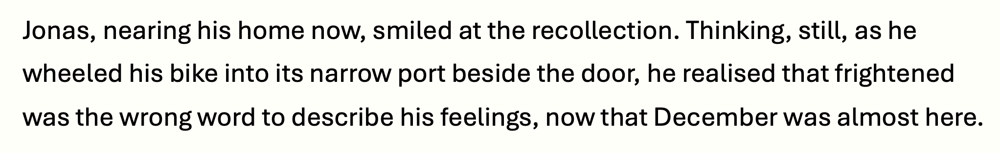 Jonas, nearing his home now, smiled at the recollection. Thinking, still, as he
wheeled his bike into its narrow port beside the door, he realised that frightened
was the wrong word to describe his feelings, now that December was almost here.